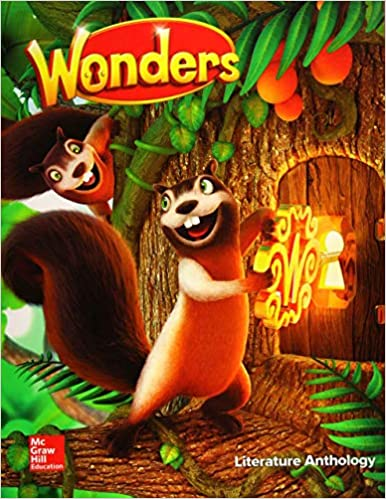 Wonders
W
Mc
Graw
Hill
Education
Literature Anthology